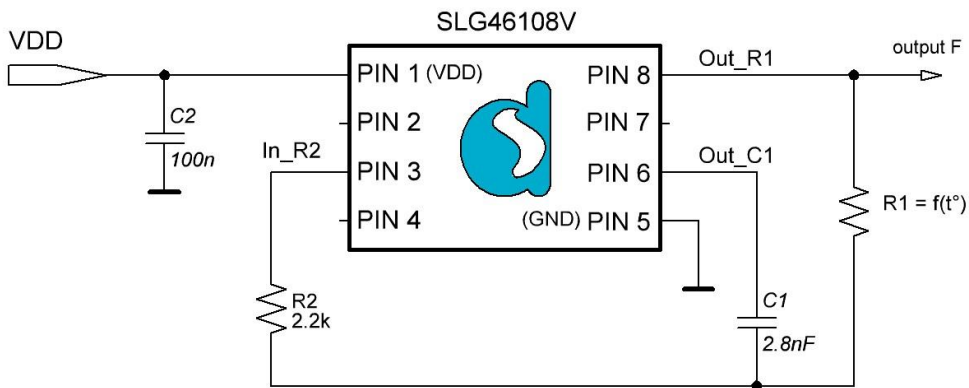 SLG46108V
VDD
PIN 1 (VDD)
PIN 2
PIN 3
PIN 4
PIN 8
PIN 7
PIN 6
(GND) PIN 5
C2
100n
In_R2
R2
2.2k
Out_R1
output F
Out_C1
R1 = f(t°)
C1
2.8nF